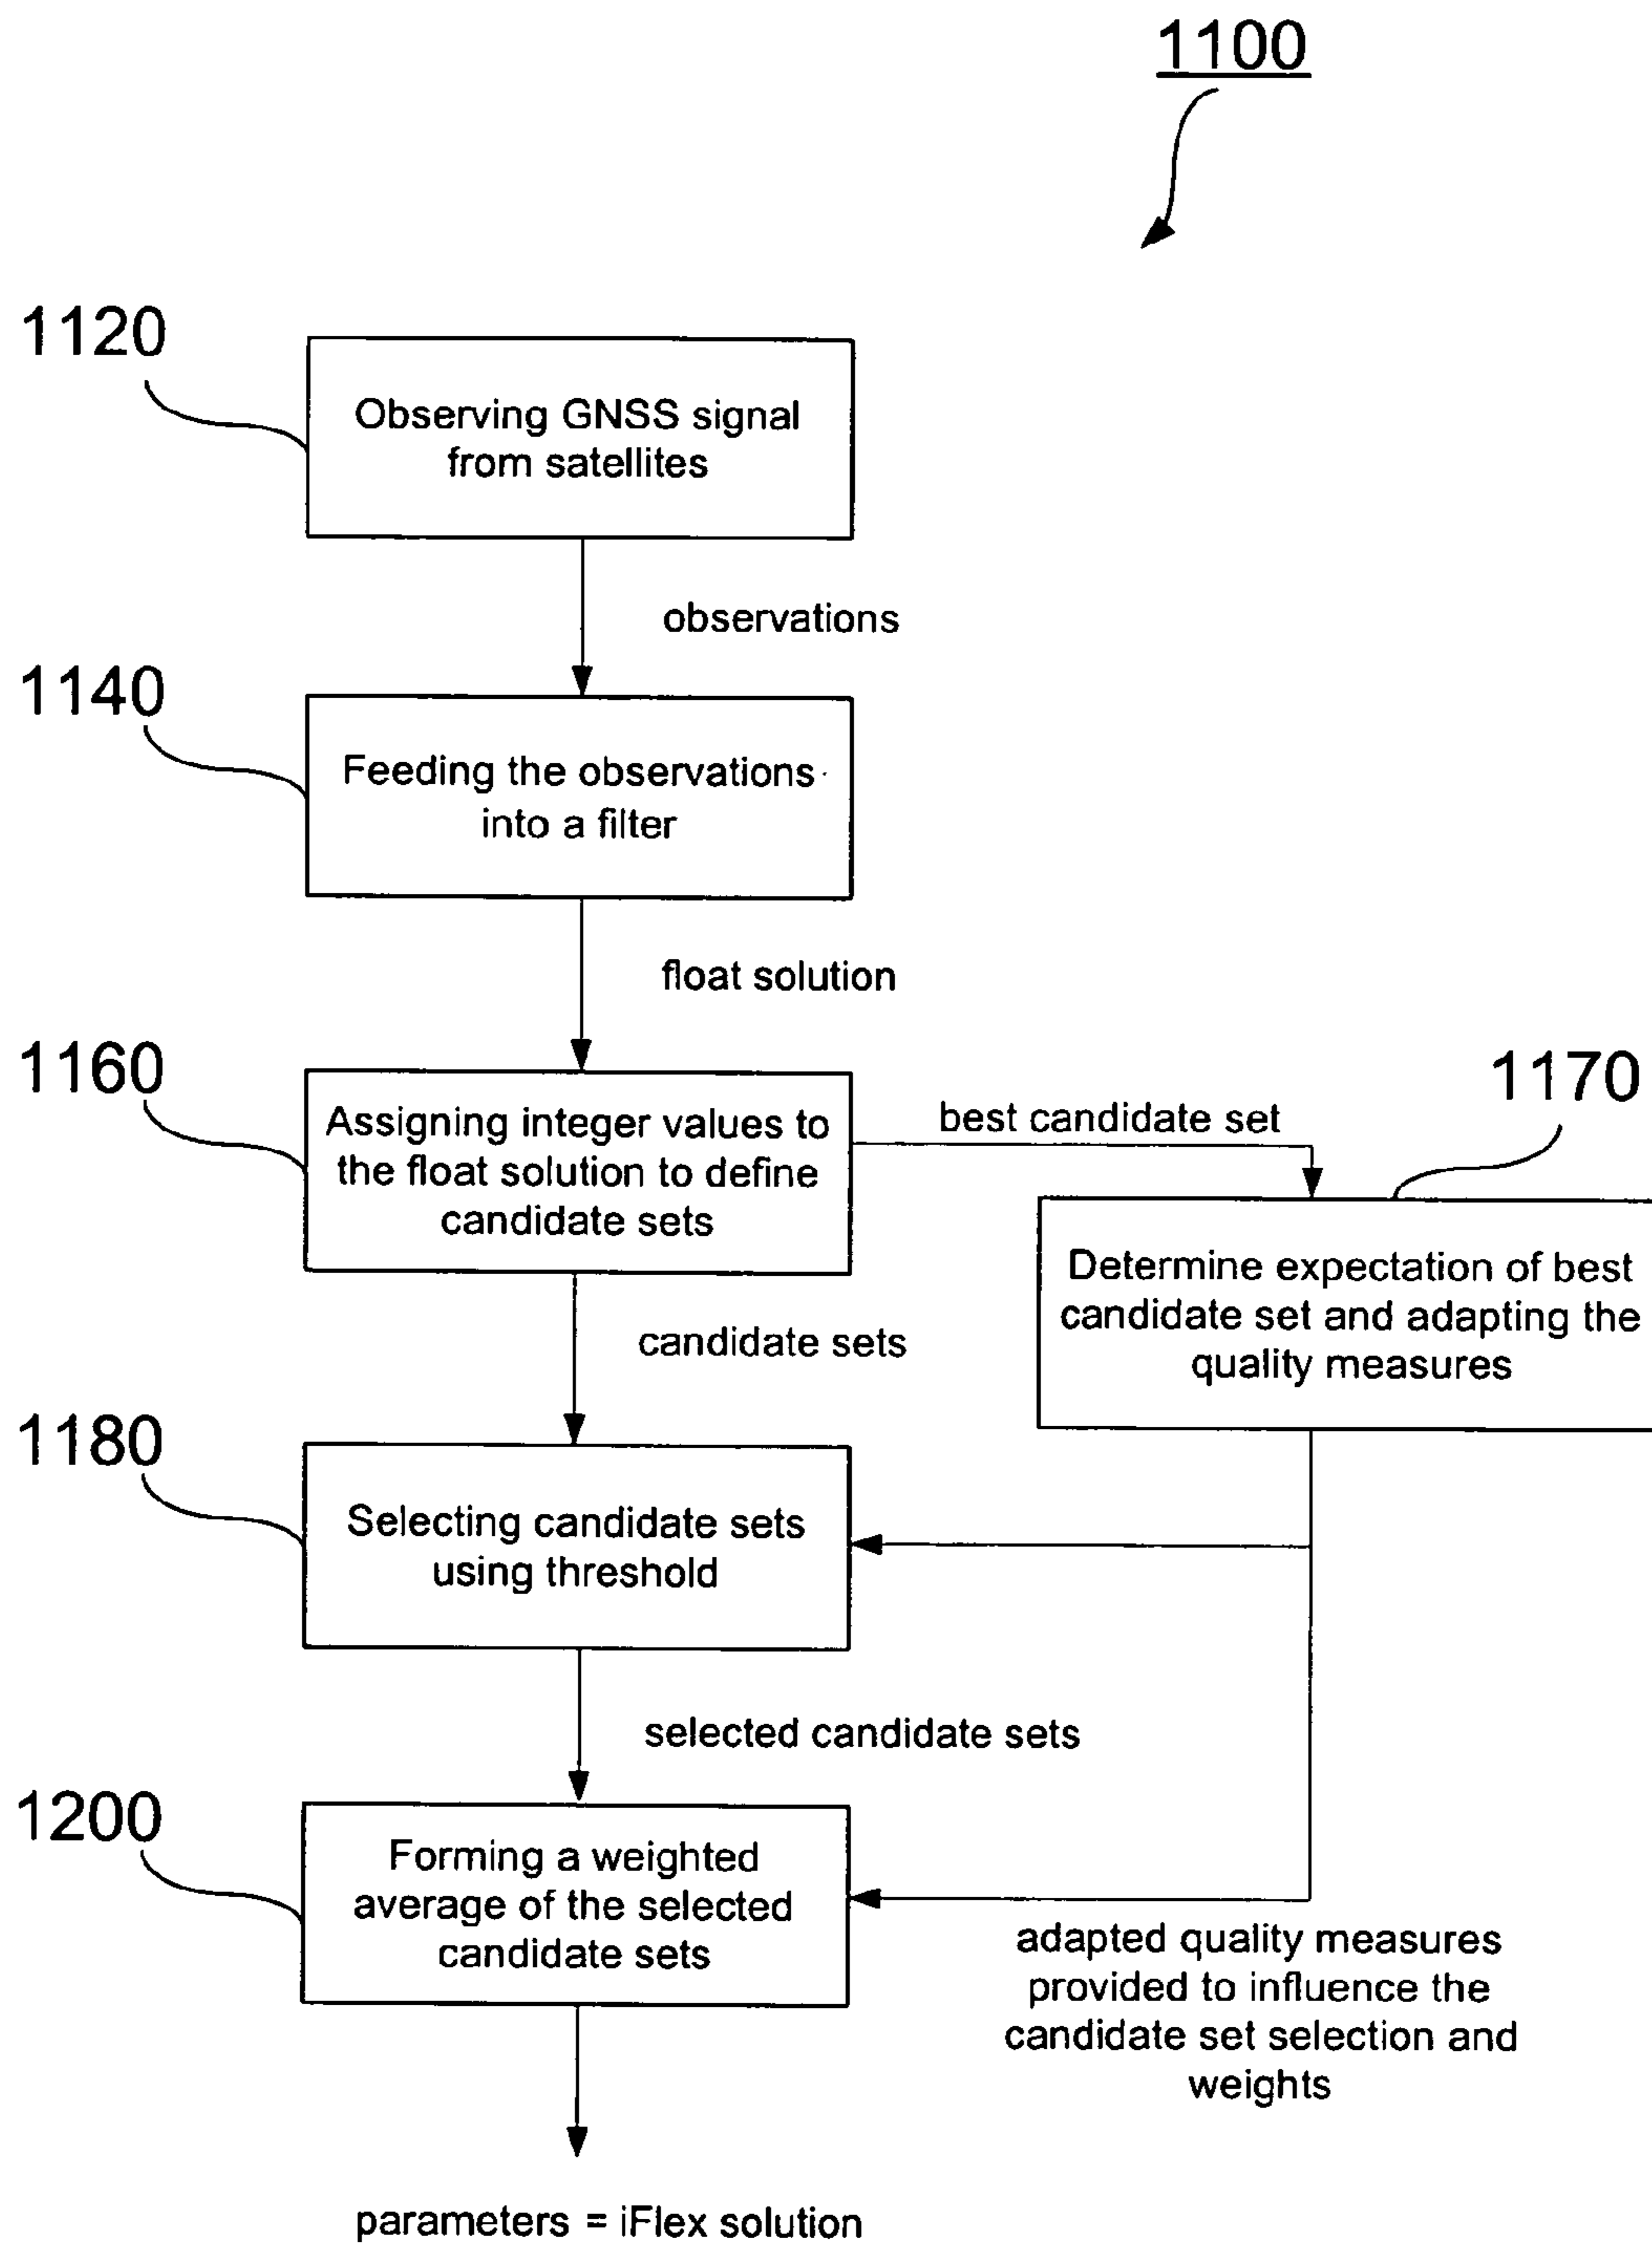 1100
1120
Observing GNSS signal
from satellites
observations
1140
Feeding the observations
into a filter
float solution
1160
Assigning integer values to
the float solution to define
candidate sets
best candidate set
1170
Determine expectation of best
candidate set and adapting the
quality measures
candidate sets
1180
Selecting candidate sets
using threshold
selected candidate sets
1200
Forming a weighted
average of the selected
candidate sets
adapted quality measures
provided to influence the
candidate set selection and
weights
parameters = iFlex solution